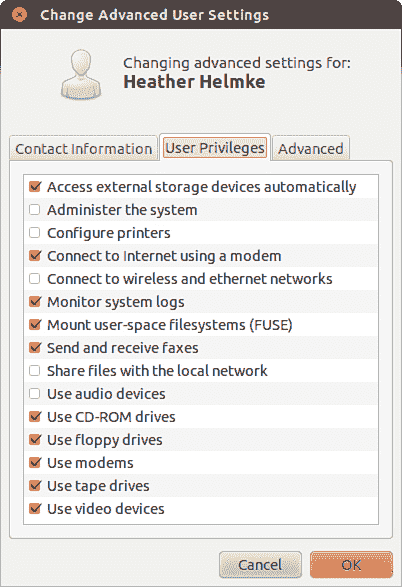 Change Advanced User Settings
Changing advanced settings for:
Heather Helmke
Contact Information
User Privileges
Advanced
Access external storage devices automatically
Administer the system
Configure printers
Connect to Internet using a modem
Connect to wireless and ethernet networks
Monitor system logs
Mount user-space filesystems (FUSE)
Send and receive faxes
Share files with the local network
Use audio devices
Use CD-ROM drives
Use floppy drives
Use modems
Use tape drives
Use video devices
Cancel
OK